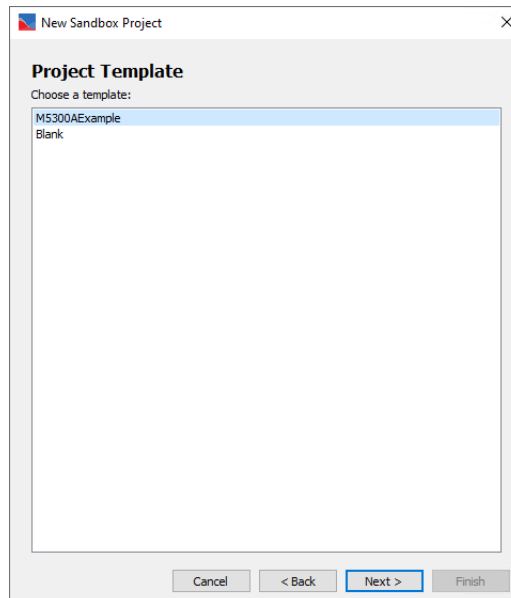 New Sandbox Project
Project Template
Choose a template:
M5300AExample
Blank
Cancel
< Back
Next >
Finish